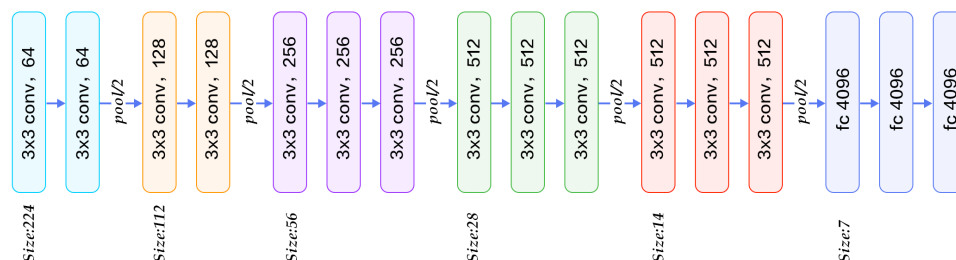 3x3 conv, 64
3x3 conv, 64
pool/2
3x3 conv, 128
3x3 conv, 128
pool/2
3x3 conv, 256
3x3 conv, 256
3x3 conv, 256
pool/2
3x3 conv, 512
3x3 conv, 512
3x3 conv, 512
pool/2
3x3 conv, 512
3x3 conv, 512
3x3 conv, 512
pool/2
fc 4096
fc 4096
fc 4096
Size:224
Size:112
Size:56
Size:28
Size:14
Size:7